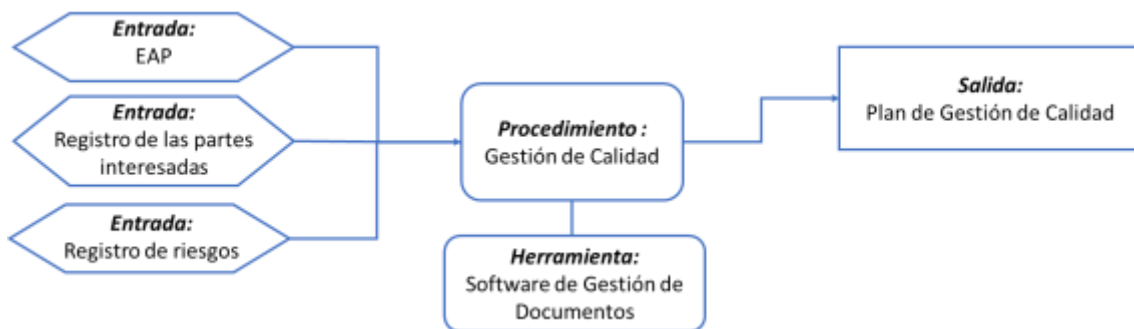 Entrada:
EAP
Entrada:
Registro de las partes
interesadas
Entrada:
Registro de riesgos
Procedimiento :
Gestión de Calidad
Herramienta:
Software de Gestión de
Documentos
Salida:
Plan de Gestión de Calidad